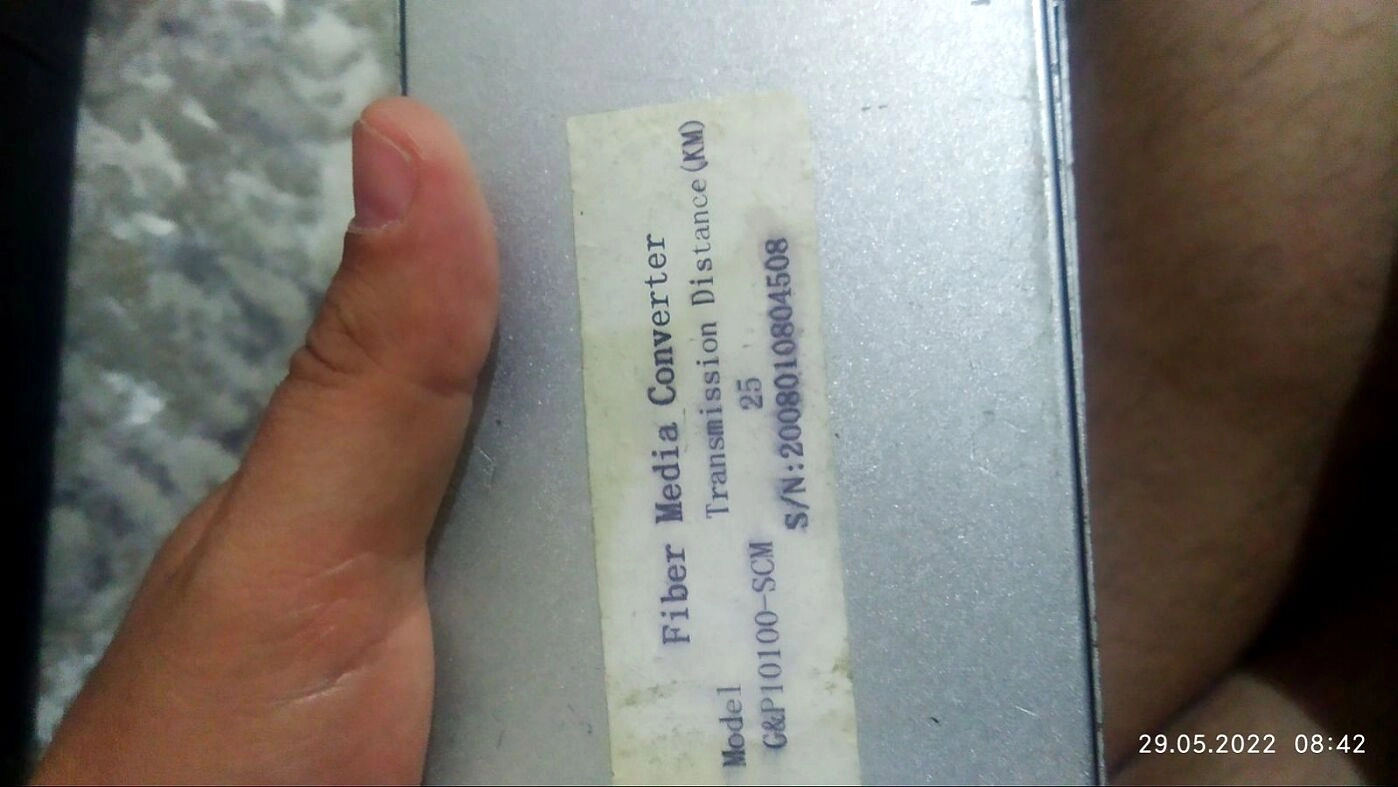 Fiber Media Converter
Model Transmission Distance(KM)
G&P10100-SCM 25
S/N:2008010804508
29.05.2022 08:42